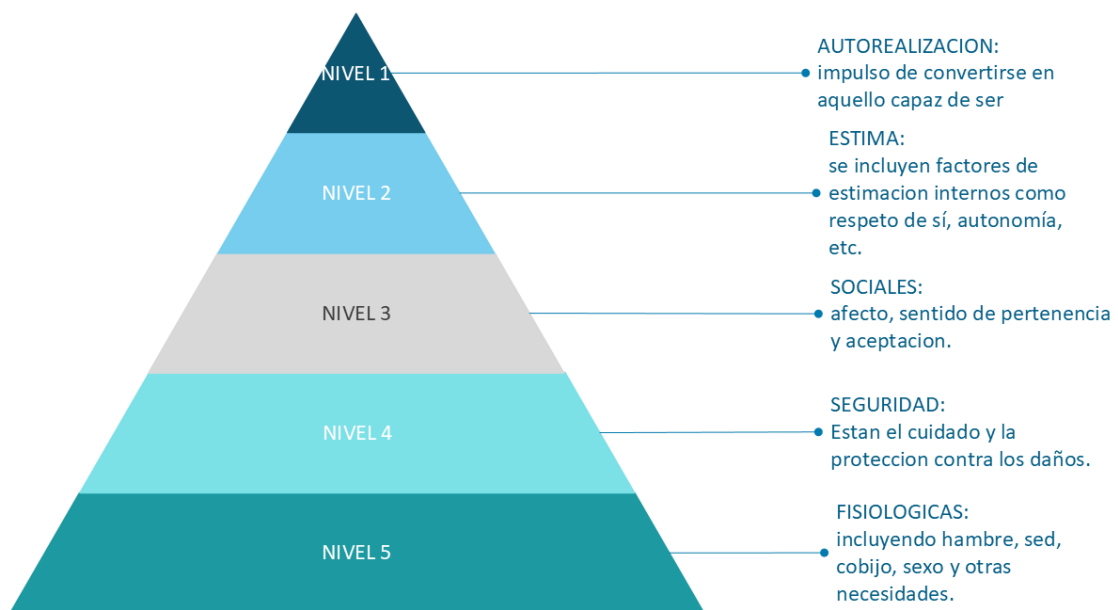 NIVEL 1
AUTOREALIZACION:
impulso de convertirse en
aquello capaz de ser
NIVEL 2
ESTIMA:
se incluyen factores de
estimacion internos como
respeto de sí, autonomía,
etc.
NIVEL 3
SOCIALES:
afecto, sentido de pertenencia
y aceptacion.
NIVEL 4
SEGURIDAD:
Estan el cuidado y la
proteccion contra los daños.
NIVEL 5
FISIOLOGICAS:
incluyendo hambre, sed,
cobijo, sexo y otras
necesidades.